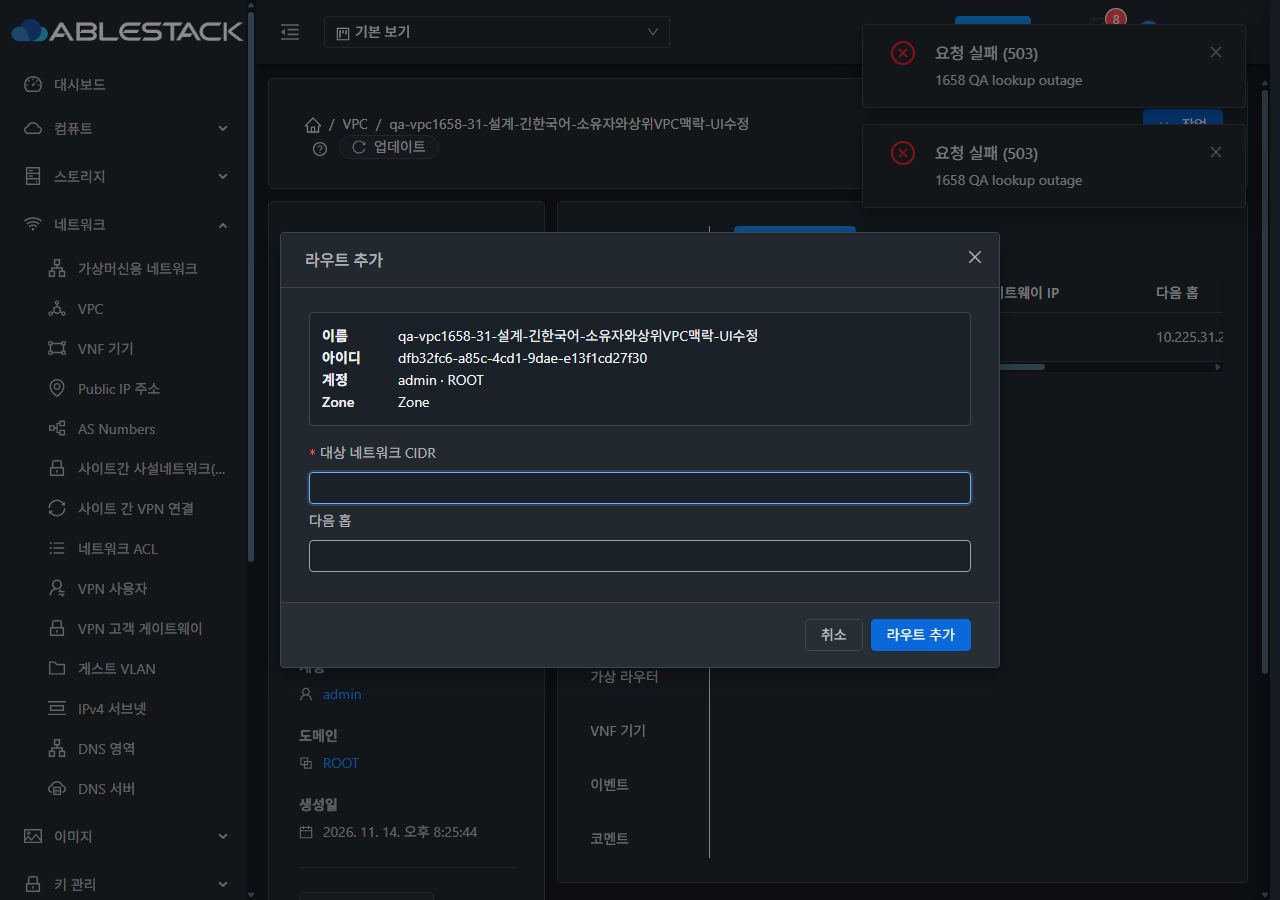 ABLESTACK
기본 보기
8
요청 실패 (503)
1658 QA lookup outage
요청 실패 (503)
1658 QA lookup outage
대시보드
컴퓨트
스토리지
네트워크
가상머신용 네트워크
VPC
VNF 기기
Public IP 주소
AS Numbers
사이트간 사설네트워크(...
사이트 간 VPN 연결
네트워크 ACL
VPN 사용자
VPN 고객 게이트웨이
게스트 VLAN
IPv4 서브넷
DNS 영역
DNS 서버
이미지
키 관리
/ VPC / qa-vpc1658-31-설계-긴한국어-소유자와상위VPC맥락-UI수정
업데이트
작업
라우트 추가
이름 qa-vpc1658-31-설계-긴한국어-소유자와상위VPC맥락-UI수정
아이디 dfb32fc6-a85c-4cd1-9dae-e13f1cd27f30
계정 admin · ROOT
Zone Zone
* 대상 네트워크 CIDR
다음 홉
취소
라우트 추가
트웨이 IP
다음 홉
10.225.31.2
계정
admin
도메인
ROOT
생성일
2026. 11. 14. 오후 8:25:44
가상 라우터
VNF 기기
이벤트
코멘트